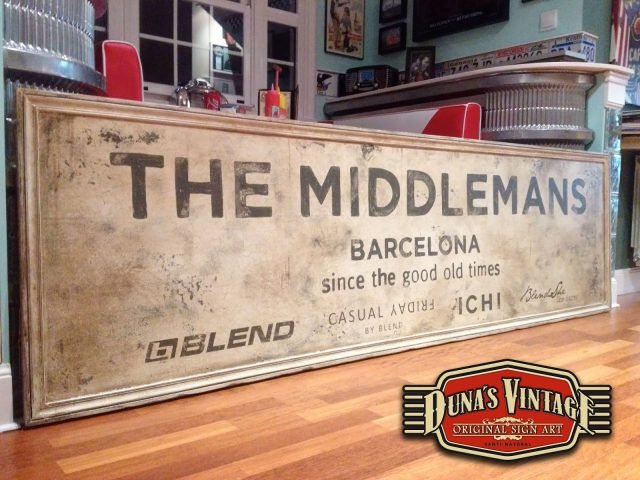 THE MIDDLEMANS
BARCELONA
since the good old times
CASUAL FRIDAY
BY BLEND
ICHI
BLEND
DUNA'S VINTAGE
ORIGINAL SIGN ART